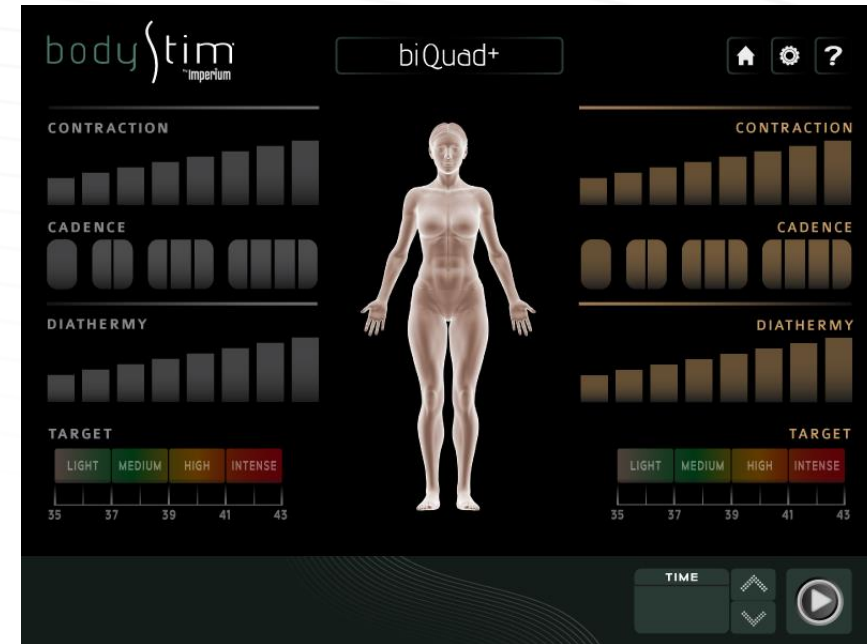 bodyStim
by Imperium
biQuad+
?
CONTRACTION
CADENCE
DIATHERMY
TARGET
LIGHT MEDIUM HIGH INTENSE
35 37 39 41 43
CONTRACTION
CADENCE
DIATHERMY
TARGET
LIGHT MEDIUM HIGH INTENSE
35 37 39 41 43
TIME